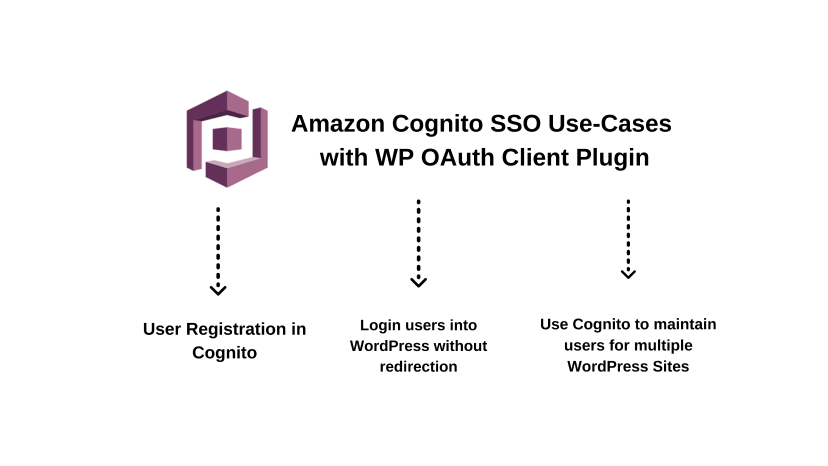 Amazon Cognito SSO Use-Cases
with WP OAuth Client Plugin
User Registration in
Cognito
Login users into
WordPress without
redirection
Use Cognito to maintain
users for multiple
WordPress Sites